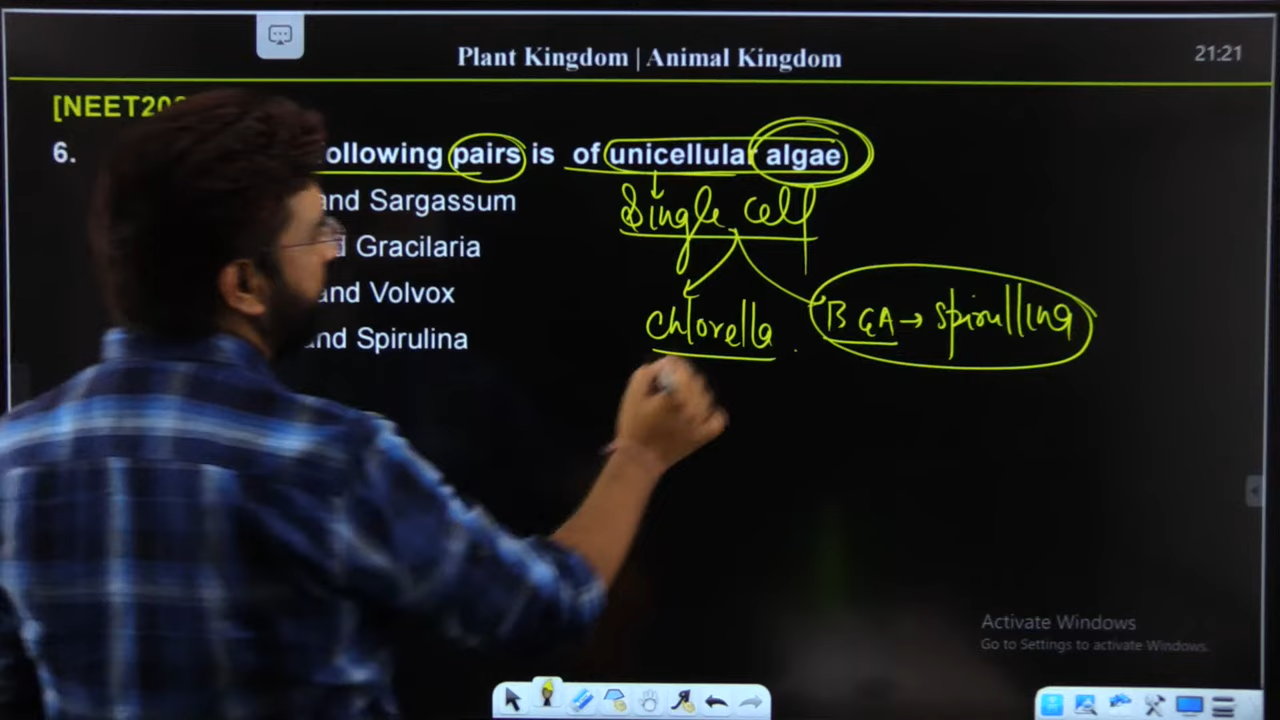 Plant Kingdom | Animal Kingdom
21:21
[NEET20
6. ollowing pairs is of unicellular algae
and Sargassum
Gracilaria
and Volvox
and Spirulina
Single cell
chlorella
BGA → spirullina
Activate Windows
Go to Settings to activate Windows.